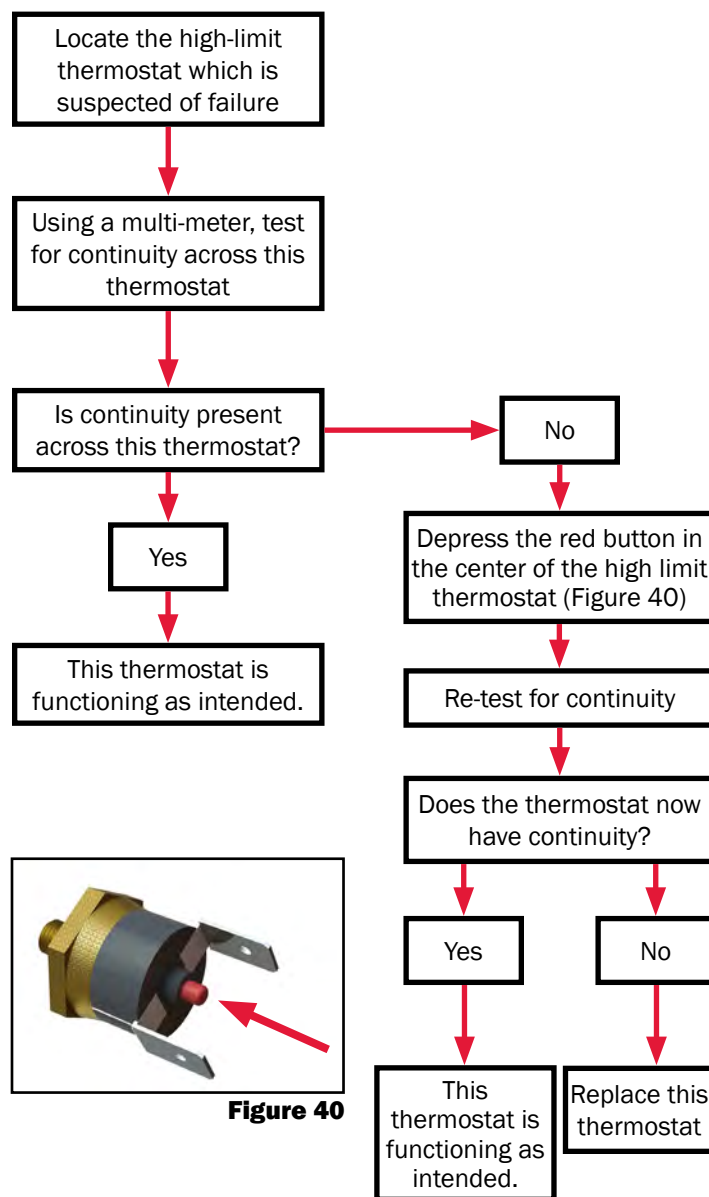 Locate the high-limit
thermostat which is
suspected of failure
Using a multi-meter, test
for continuity across this
thermostat
Is continuity present
across this thermostat?
No
Yes
This thermostat is
functioning as intended.
Depress the red button in
the center of the high limit
thermostat (Figure 40)
Re-test for continuity
Does the thermostat now
have continuity?
Yes
No
This
thermostat is
functioning as
intended.
Replace this
thermostat
Figure 40